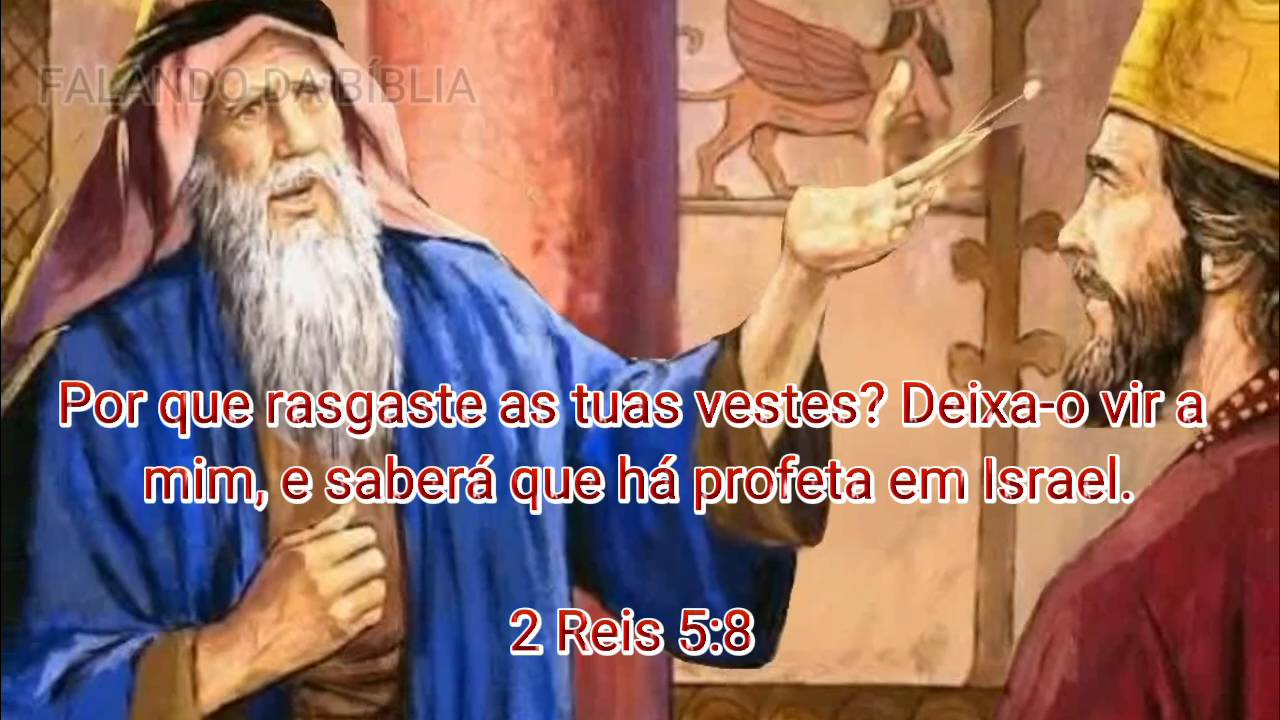 FALANDO DA BÍBLIA
Por que rasgaste as tuas vestes? Deixa-o vir a
mim, e saberá que há profeta em Israel.
2 Reis 5:8